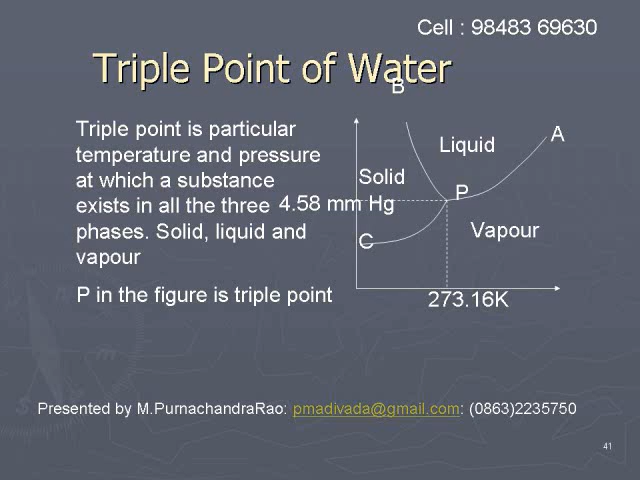 Cell : 98483 69630
Triple Point of Water
B
Triple point is particular
temperature and pressure
at which a substance
exists in all the three
phases. Solid, liquid and
vapour
P in the figure is triple point
A
Liquid
Solid
P
4.58 mm Hg
Vapour
C
273.16K
Presented by M.PurnachandraRao: pmadivada@gmail.com: (0863)2235750
41